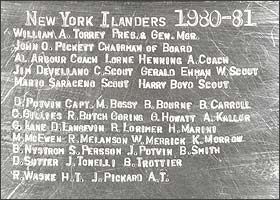 NEW YORK ILANDERS 1980-81
WILLIAM A. TORREY PRES. & GEN. MGR.
JOHN O. PICKETT CHAIRMAN OF BOARD
AL ARBOUR COACH LORNE HENNING A. COACH
JIM DEVELLANO C. SCOUT GERALD EHMAN W. SCOUT
MARIO SARACENO SCOUT HARRY BOYD SCOUT
D. POTVIN CAPT. M. BOSSY B. BOURNE B. CARROLL
C. GILLIES R. BUTCH GORING G. HOWATT A. KALLUR
G. LANE D. LANGEVIN R. LORIMER H. MARINI
M. MCEWEN R. MELANSON W. MERRICK K. MORROW
B. NYSTROM S. PERSSON J. POTVIN B. SMITH
D. SUTTER J. TONELLI B. TROTTIER
R. WASKE H.T. J. PICKARD A.T.